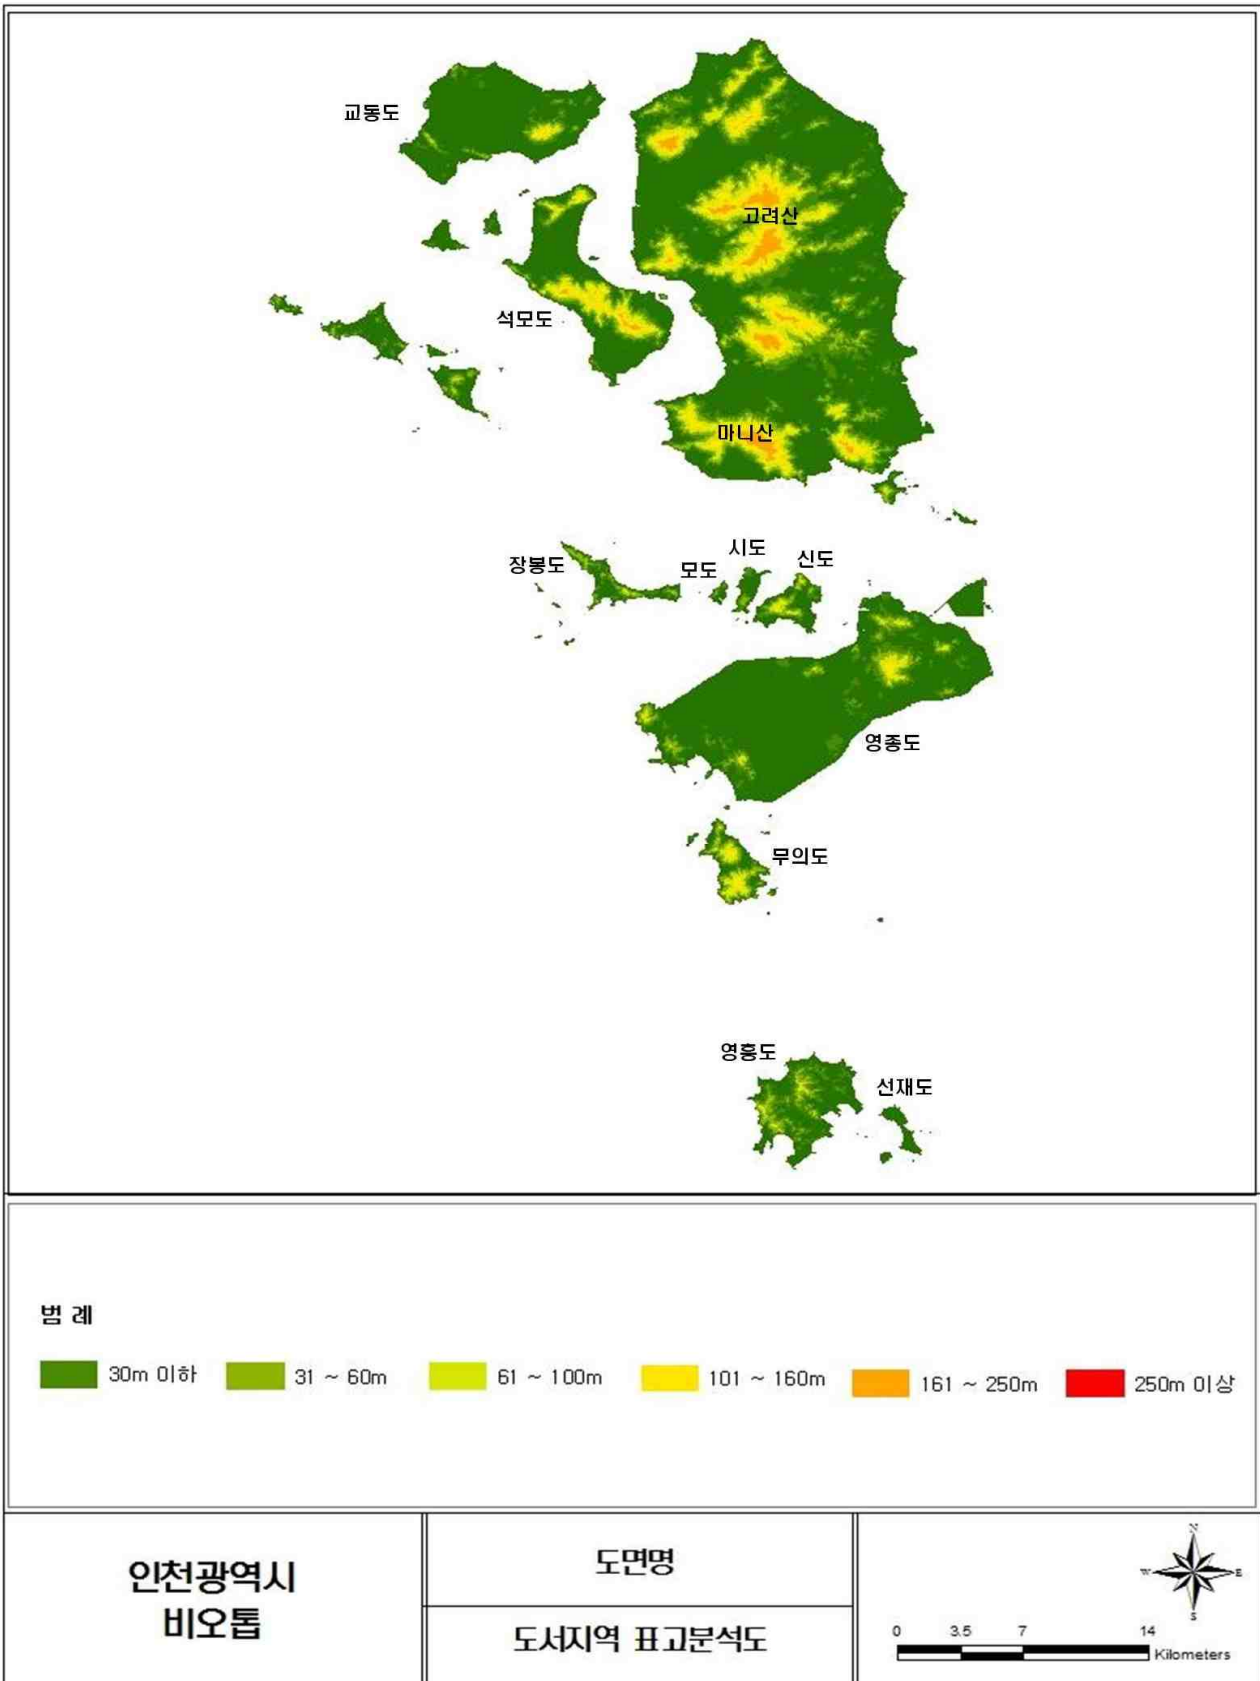 교동도
고려산
석모도
마니산
장봉도
모도
시도
신도
영종도
무의도
영흥도
선재도
범 례
30m 이하
31 ~ 60m
61 ~ 100m
101 ~ 160m
161 ~ 250m
250m 이상
인천광역시
비오톱
도면명
도서지역 표고분석도
N
W
E
S
0 3.5 7 14
Kilometers